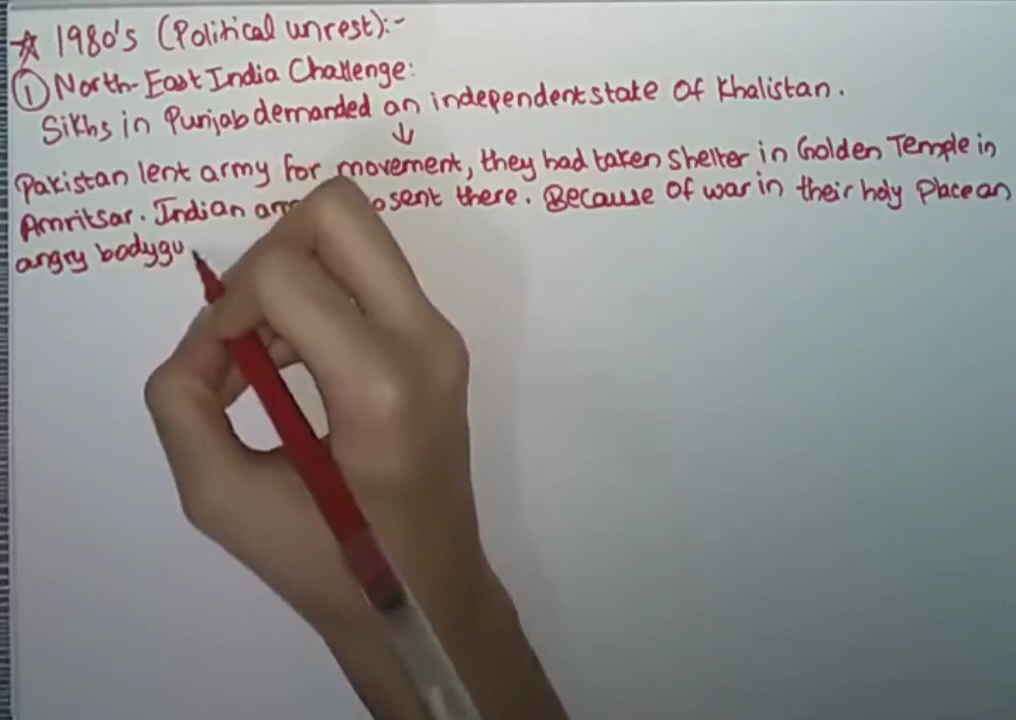 ☆ 1980's (Political unrest):-
① North-East India Challenge:
Sikhs in Punjab demanded an independent state of Khalistan.
↓
Pakistan lent army for movement, they had taken shelter in Golden Temple in
Amritsar. Indian sent there. Because of war in their holy place an
angry bodygu